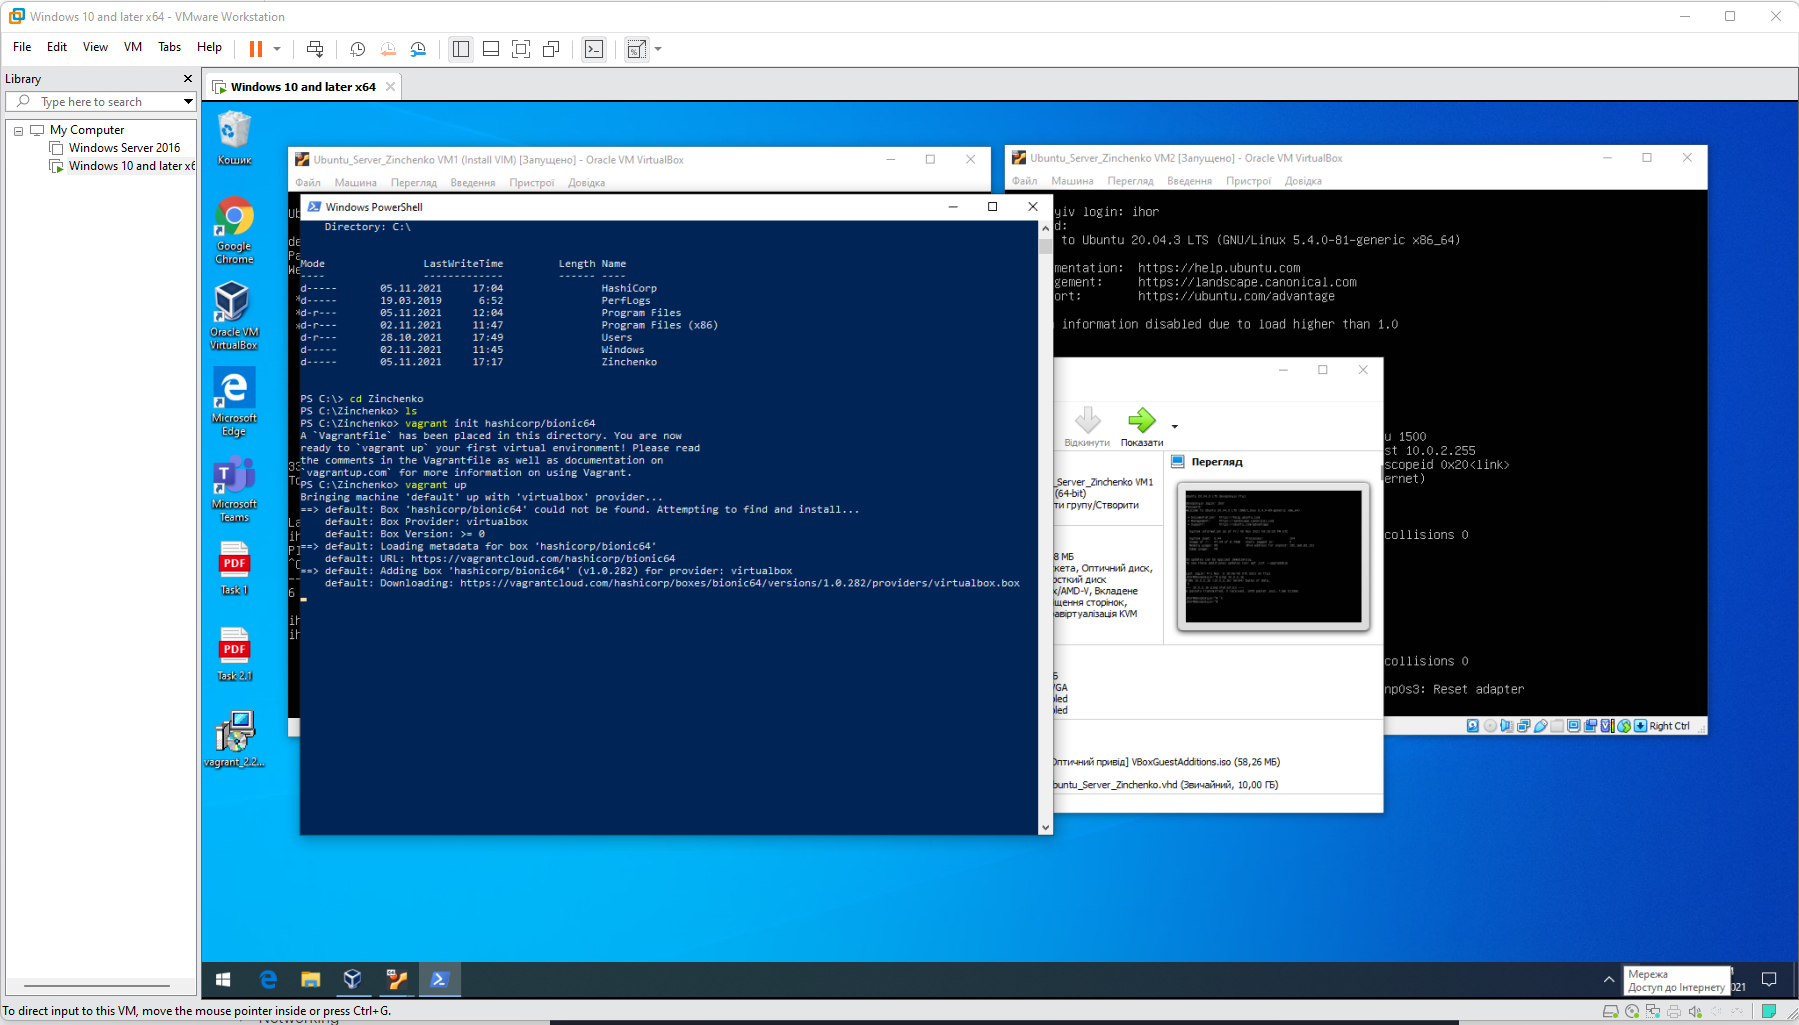 Windows 10 and later x64 - VMware Workstation
File Edit View VM Tabs Help
Library
Type here to search
My Computer
Windows Server 2016
Windows 10 and later x6
Windows 10 and later x64
Кошик
Google
Chrome
Oracle VM
VirtualBox
Microsoft
Edge
Microsoft
Teams
PDF
Task 1
PDF
Task 2.1
vagrant_2.2...
Ubuntu_Server_Zinchenko VM1 (Install VIM) [Запущено] - Oracle VM VirtualBox
Файл Машина Перегляд Введення Пристрої Довідка
Windows PowerShell
Directory: C:\
Mode LastWriteTime Length Name
---- ------------- ------ ----
d----- 05.11.2021 17:04 HashiCorp
d----- 19.03.2019 6:52 PerfLogs
d-r--- 05.11.2021 12:04 Program Files
d-r--- 02.11.2021 11:47 Program Files (x86)
d-r--- 28.10.2021 17:49 Users
d----- 02.11.2021 11:45 Windows
d----- 05.11.2021 17:17 Zinchenko
PS C:\> cd Zinchenko
PS C:\Zinchenko> ls
PS C:\Zinchenko> vagrant init hashicorp/bionic64
A `Vagrantfile` has been placed in this directory. You are now
ready to `vagrant up` your first virtual environment! Please read
the comments in the Vagrantfile as well as documentation on
`vagrantup.com` for more information on using Vagrant.
PS C:\Zinchenko> vagrant up
Bringing machine 'default' up with 'virtualbox' provider...
==> default: Box 'hashicorp/bionic64' could not be found. Attempting to find and install...
default: Box Provider: virtualbox
default: Box Version: >= 0
==> default: Loading metadata for box 'hashicorp/bionic64'
default: URL: https://vagrantcloud.com/hashicorp/bionic64
==> default: Adding box 'hashicorp/bionic64' (v1.0.282) for provider: virtualbox
default: Downloading: https://vagrantcloud.com/hashicorp/boxes/bionic64/versions/1.0.282/providers/virtualbox.box
Ubuntu_Server_Zinchenko VM2 [Запущено] - Oracle VM VirtualBox
Файл Машина Перегляд Введення Пристрої Довідка
yiv login: ihor
d:
to Ubuntu 20.04.3 LTS (GNU/Linux 5.4.0-81-generic x86_64)
mentation: https://help.ubuntu.com
gement: https://landscape.canonical.com
ort: https://ubuntu.com/advantage
information disabled due to load higher than 1.0
u 1500
st 10.0.2.255
scopeid 0x20<link>
ernet)
collisions 0
collisions 0
np0s3: Reset adapter
Right Ctrl
Відкинути Показати
Перегляд
_Server_Zinchenko VM1
(64-bit)
ти групу/Створити
8 МБ
кета, Оптичний диск,
рсткий диск
x/AMD-V, Вкладене
щення сторінок,
авіртуалізація KVM
Б
GA
bled
bled
Оптичний привід] VBoxGuestAdditions.iso (58,26 МБ)
buntu_Server_Zinchenko.vhd (Звичайний, 10,00 ГБ)
Мережа
Доступ до Інтернету
021
To direct input to this VM, move the mouse pointer inside or press Ctrl+G.